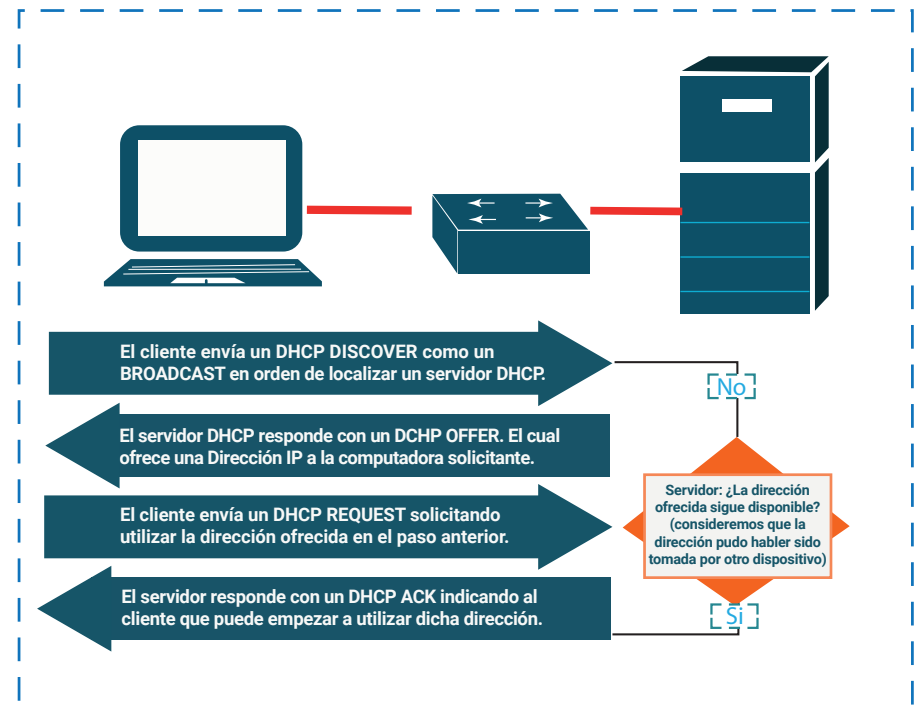 El cliente envía un DHCP DISCOVER como un
BROADCAST en orden de localizar un servidor DHCP.
No
El servidor DHCP responde con un DCHP OFFER. El cual
ofrece una Dirección IP a la computadora solicitante.
Servidor: ¿La dirección
ofrecida sigue disponible?
(consideremos que la
dirección pudo habler sido
tomada por otro dispositivo)
El cliente envía un DHCP REQUEST solicitando
utilizar la dirección ofrecida en el paso anterior.
El servidor responde con un DHCP ACK indicando al
cliente que puede empezar a utilizar dicha dirección.
Si